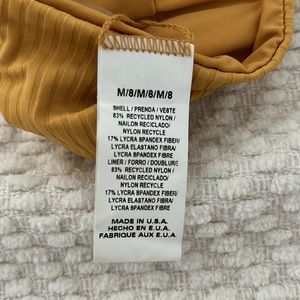 M/8/M/8/M/8
SHELL / PRENDA / VESTE
83% RECYCLED NYLON /
NAILON RECICLADO/
NYLON RECYCLE
17% LYCRA SPANDEX FIBER/
LYCRA ELASTANO FIBRA/
LYCRA SPANDEX FIBRE
LINER / FORRO / DOUBLURE
83% RECYCLED NYLON /
NAILON RECICLADO/
NYLON RECYCLE
17% LYCRA SPANDEX FIBER/
LYCRA ELASTANO FIBRA/
LYCRA SPANDEX FIBRE
MADE IN U.S.A.
HECHO EN E.U.A.
FABRIQUE AUX E.U.A.